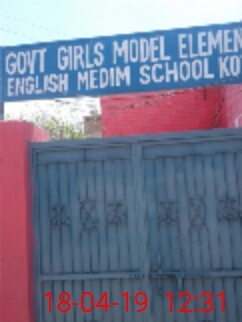 GOVT GIRLS MODEL ELEMEN
ENGLISH MEDIM SCHOOL KO
18-04-19 12:31